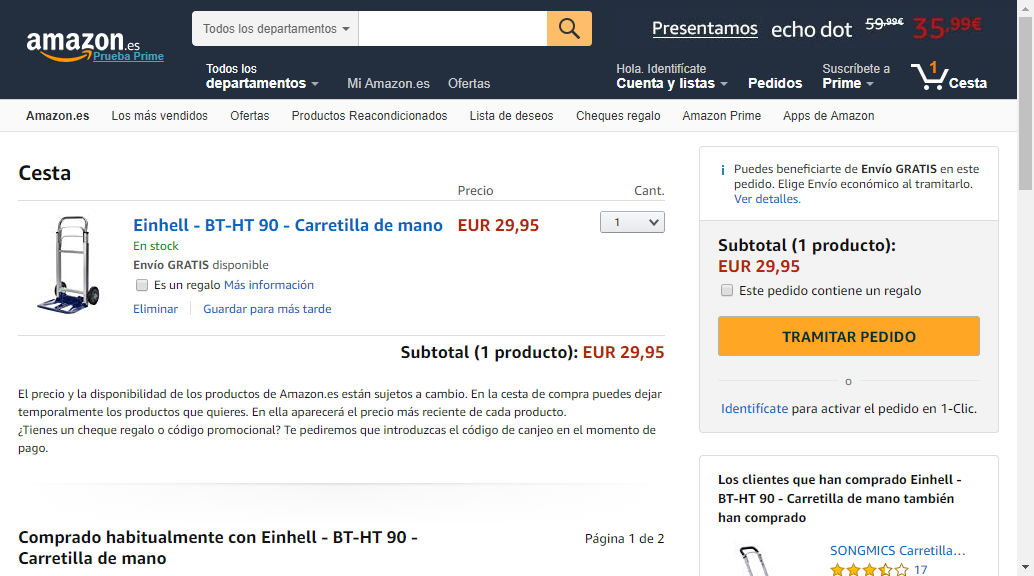 amazon.es
Prueba Prime
Todos los departamentos
Presentamos echo dot 59,99€ 35,99€
Todos los
departamentos
Mi Amazon.es
Ofertas
Hola. Identifícate
Cuenta y listas
Pedidos
Suscríbete a
Prime
1
Cesta
Amazon.es
Los más vendidos
Ofertas
Productos Reacondicionados
Lista de deseos
Cheques regalo
Amazon Prime
Apps de Amazon
Cesta
Precio
Cant.
Einhell - BT-HT 90 - Carretilla de mano
EUR 29,95
1
En stock
Envío GRATIS disponible
Es un regalo Más información
Eliminar
Guardar para más tarde
Subtotal (1 producto): EUR 29,95
El precio y la disponibilidad de los productos de Amazon.es están sujetos a cambio. En la cesta de compra puedes dejar
temporalmente los productos que quieres. En ella aparecerá el precio más reciente de cada producto.
¿Tienes un cheque regalo o código promocional? Te pediremos que introduzcas el código de canjeo en el momento de
pago.
Comprado habitualmente con Einhell - BT-HT 90 -
Carretilla de mano
Página 1 de 2
i Puedes beneficiarte de Envío GRATIS en este
pedido. Elige Envío económico al tramitarlo.
Ver detalles.
Subtotal (1 producto):
EUR 29,95
Este pedido contiene un regalo
TRAMITAR PEDIDO
o
Identifícate para activar el pedido en 1-Clic.
Los clientes que han comprado Einhell -
BT-HT 90 - Carretilla de mano también
han comprado
SONGMICS Carretilla…
17